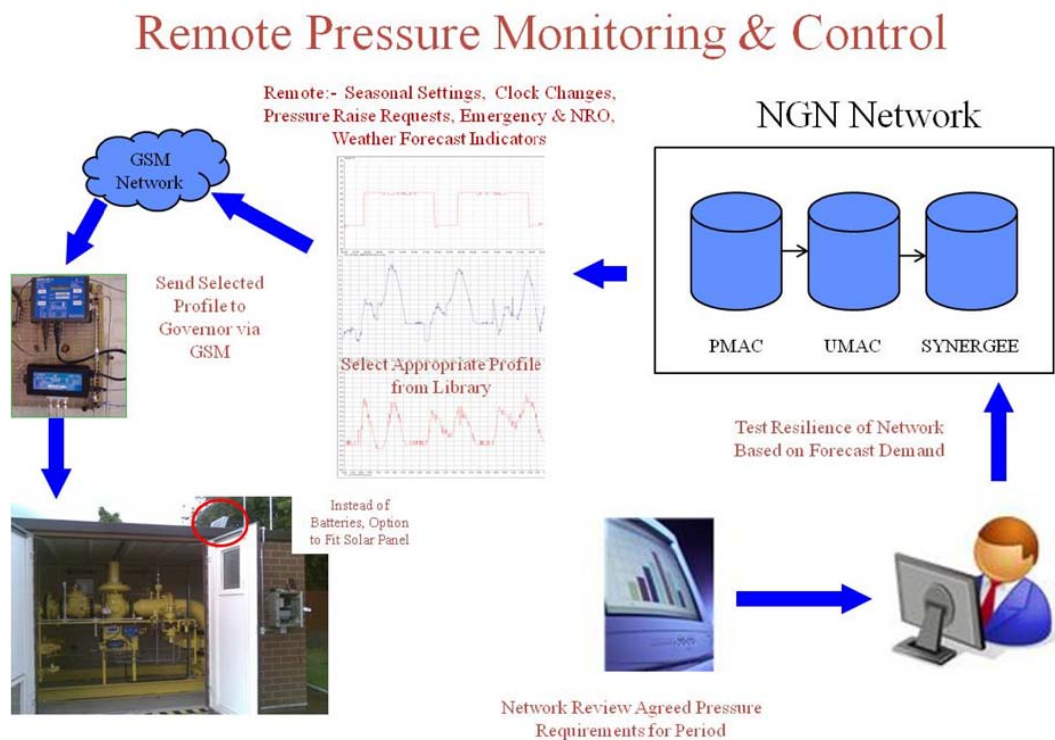 Remote Pressure Monitoring & Control
Remote:- Seasonal Settings, Clock Changes,
Pressure Raise Requests, Emergency & NRO,
Weather Forecast Indicators
NGN Network
GSM
Network
PMAC
UMAC
SYNERGEE
Send Selected
Profile to
Governor via
GSM
Select Appropriate Profile
from Library
Test Resilience of Network
Based on Forecast Demand
Instead of
Batteries, Option
to Fit Solar Panel
Network Review Agreed Pressure
Requirements for Period